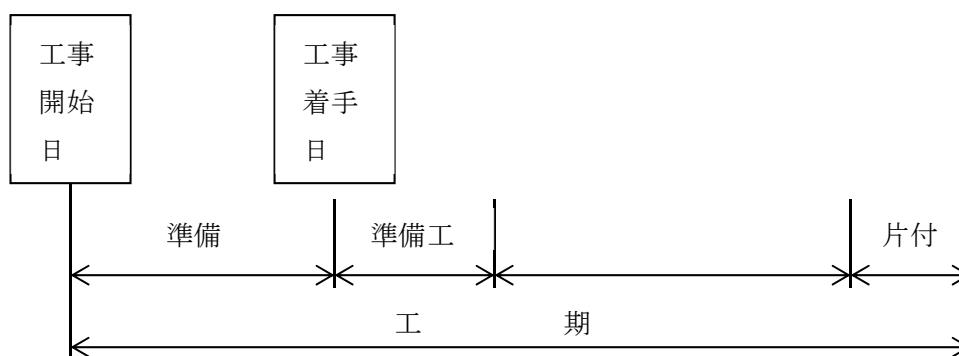 工事
開始
日
工事
着手
日
準備
準備工
片付
工 期